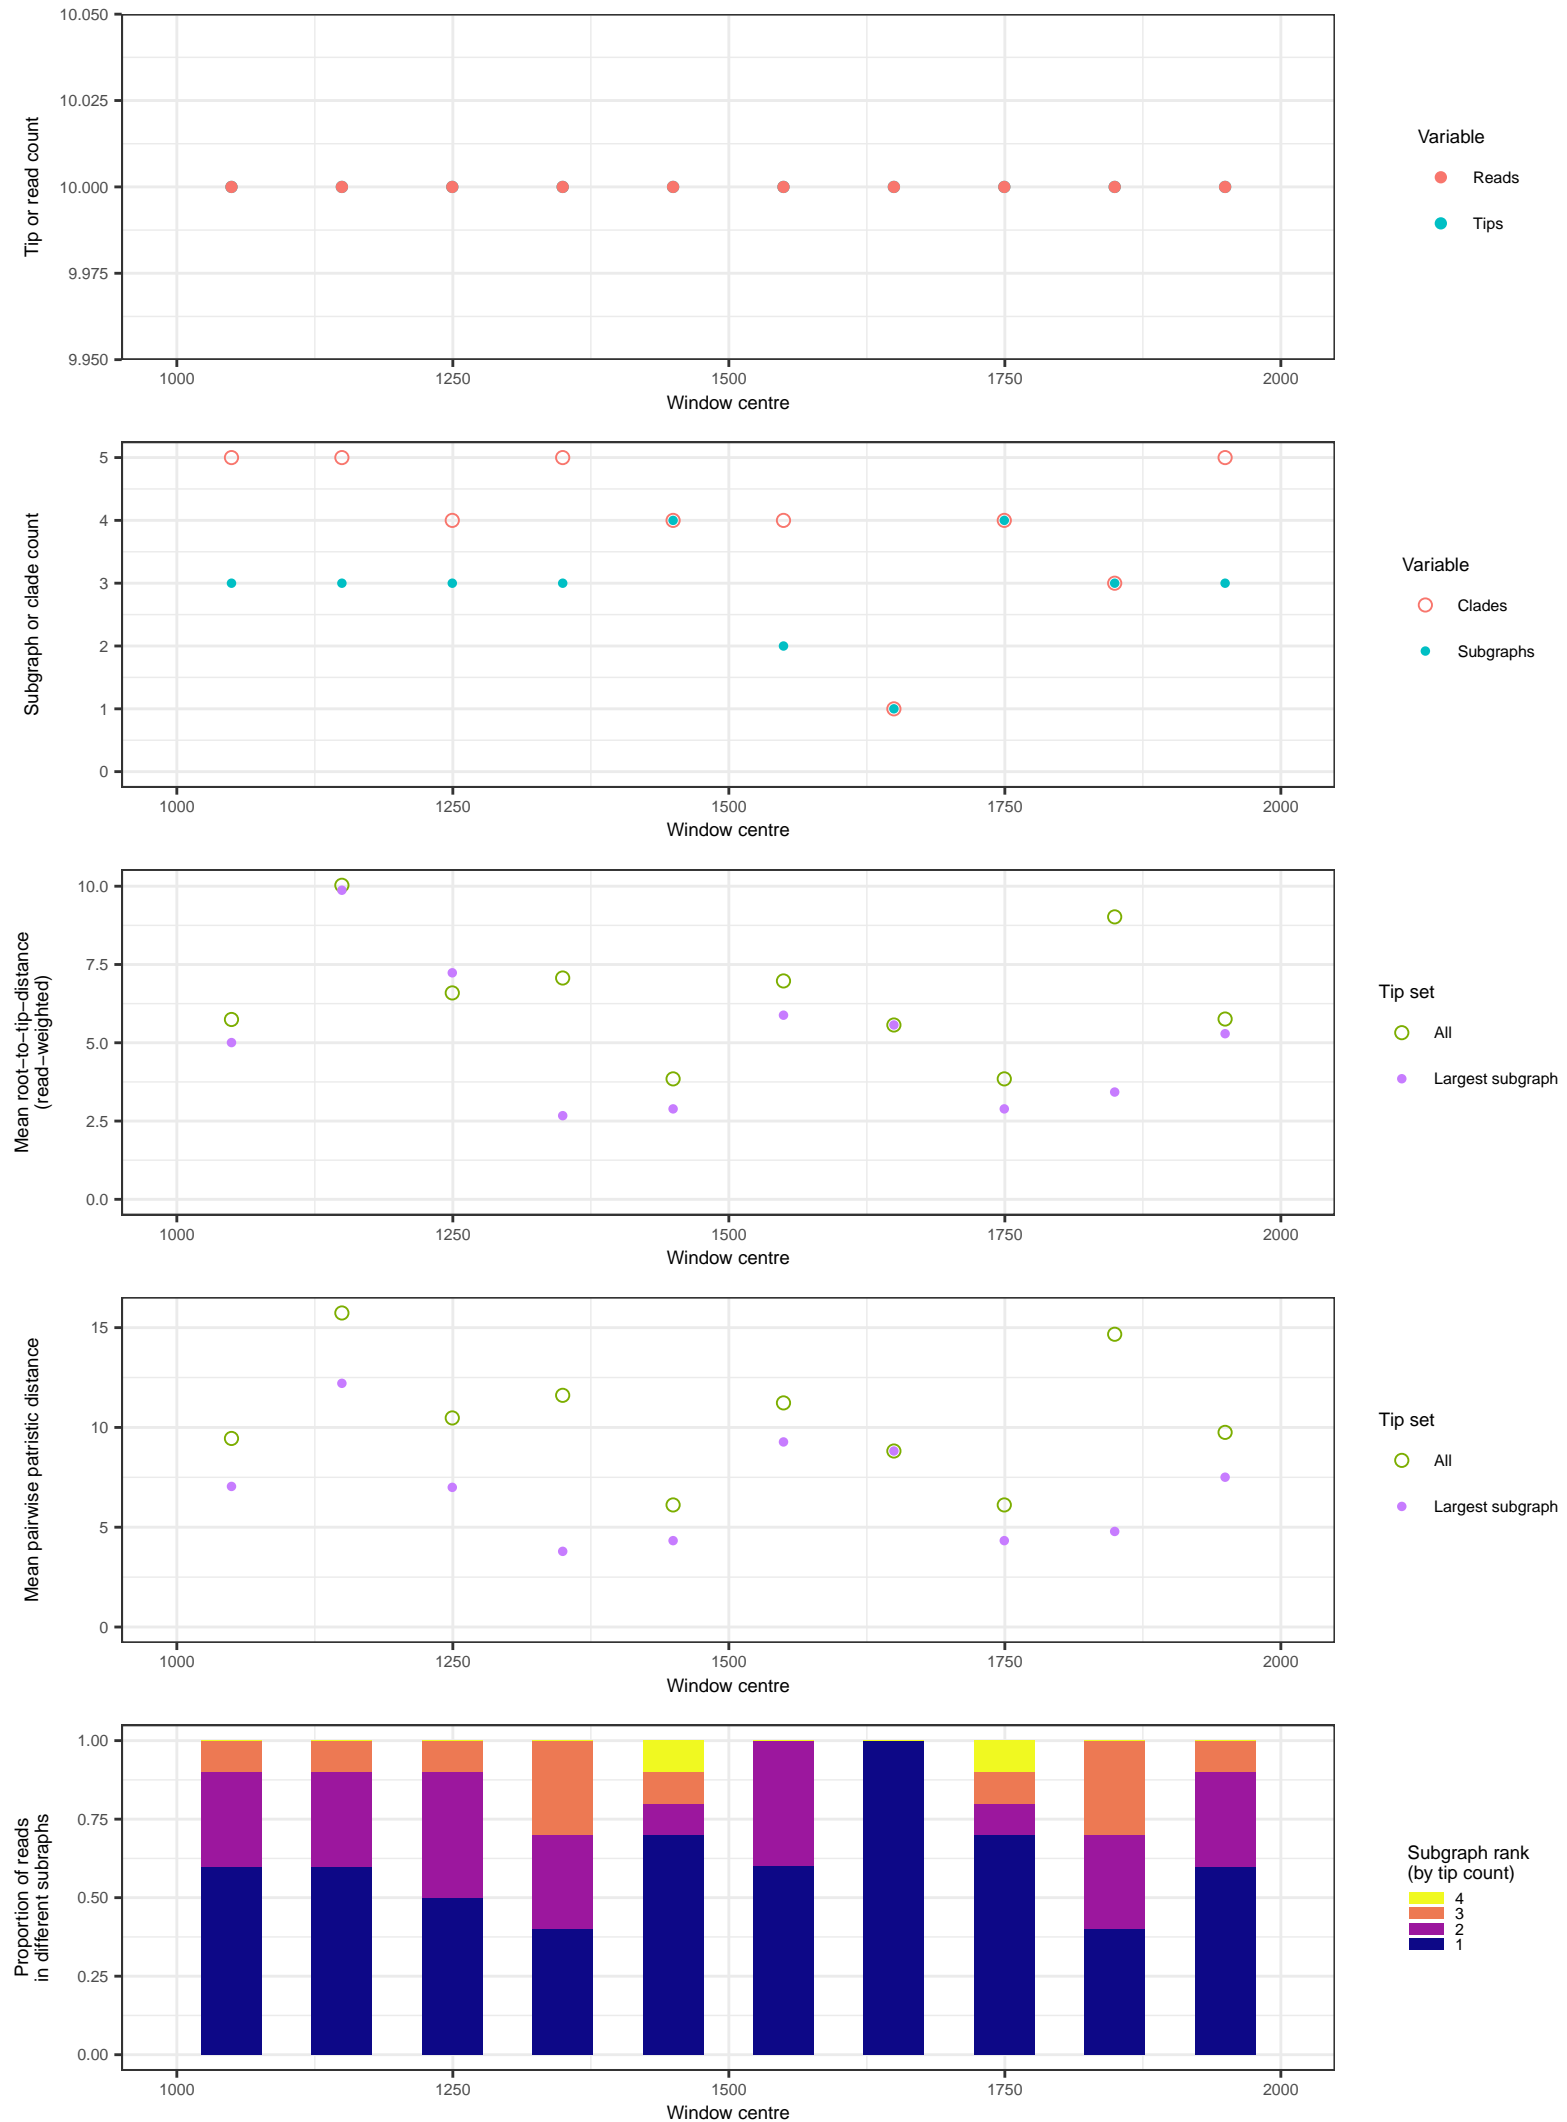 10.050
10.025
10.000
9.975
9.950
Tip or read count
1000 1250 1500 1750 2000
Window centre
Variable
Reads
Tips
5
4
3
2
1
0
Subgraph or clade count
1000 1250 1500 1750 2000
Window centre
Variable
Clades
Subgraphs
10.0
7.5
5.0
2.5
0.0
Mean root−to−tip−distance
(read−weighted)
1000 1250 1500 1750 2000
Window centre
Tip set
All
Largest subgraph
15
10
5
0
Mean pairwise patristic distance
1000 1250 1500 1750 2000
Window centre
Tip set
All
Largest subgraph
1.00
0.75
0.50
0.25
0.00
Proportion of reads
in different subraphs
1000 1250 1500 1750 2000
Window centre
Subgraph rank
(by tip count)
4
3
2
1